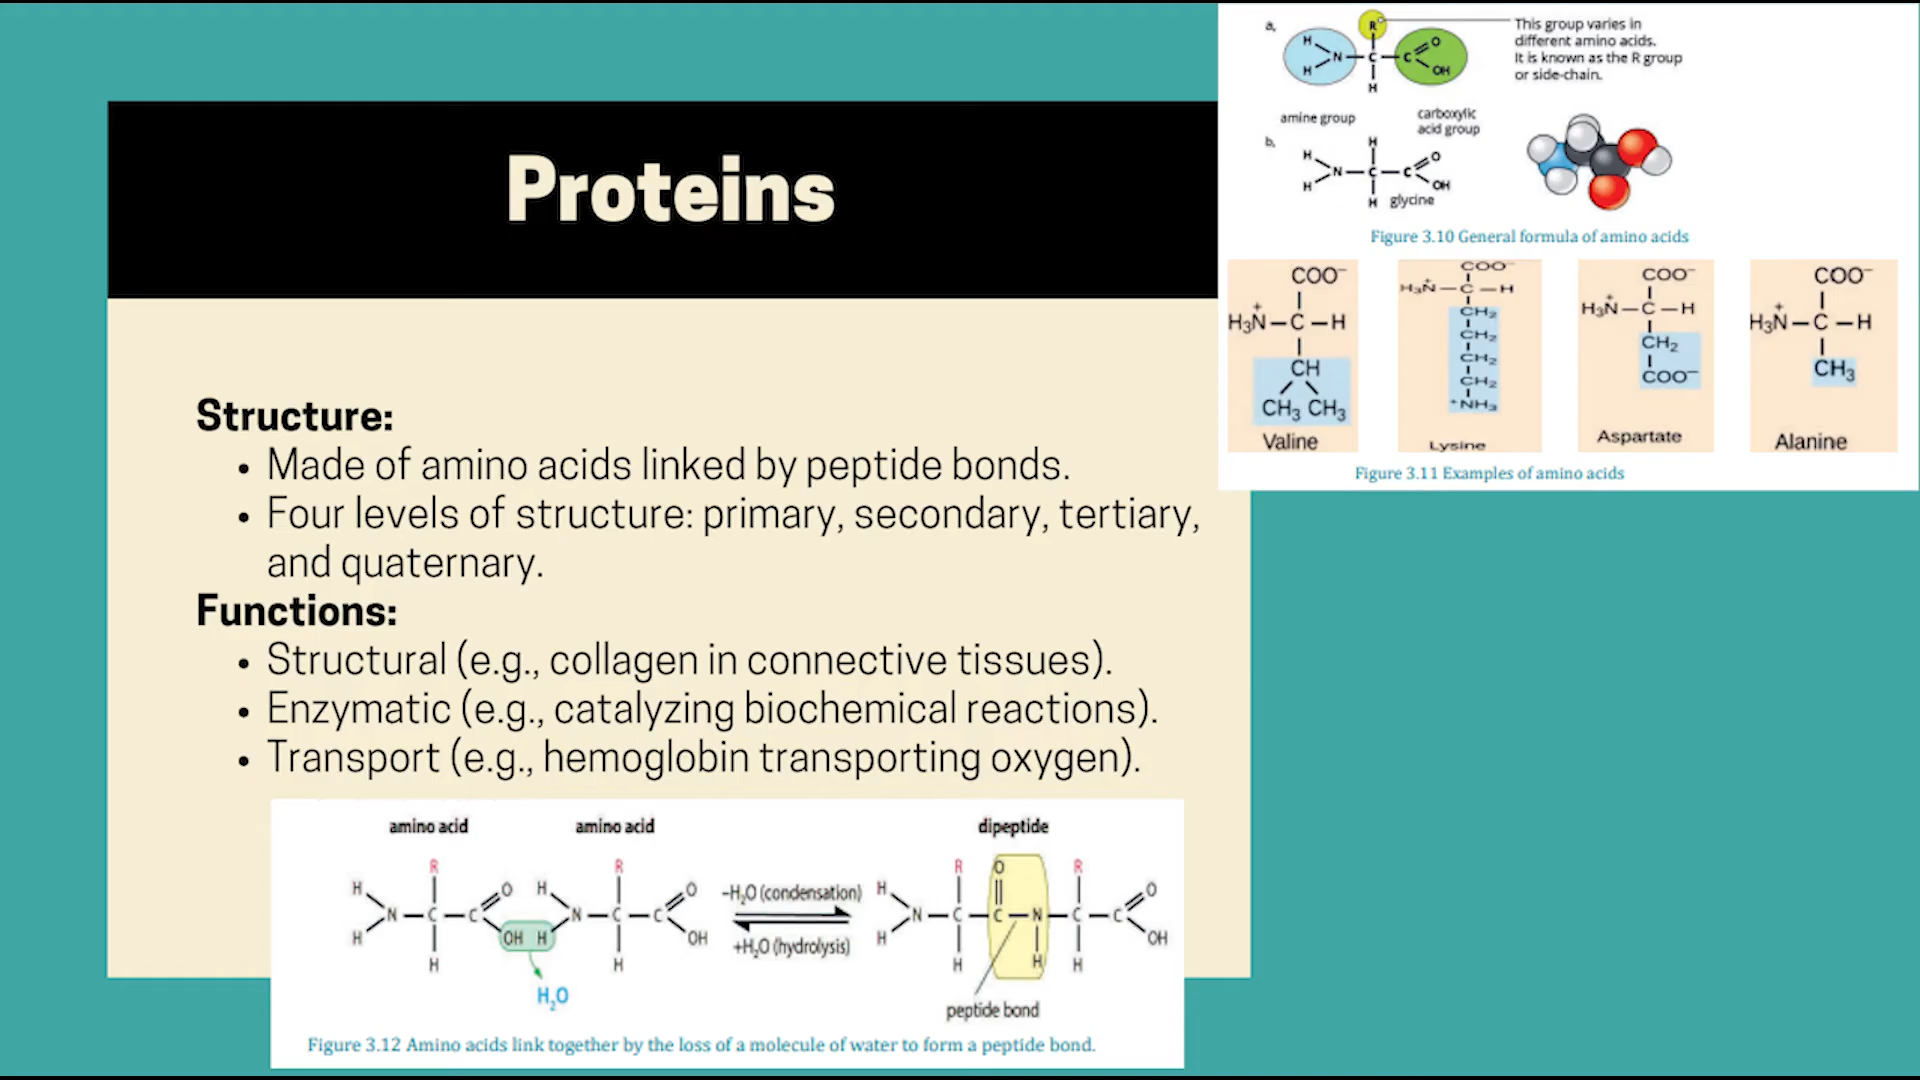 Proteins
Structure:
• Made of amino acids linked by peptide bonds.
• Four levels of structure: primary, secondary, tertiary,
and quaternary.
Functions:
• Structural (e.g., collagen in connective tissues).
• Enzymatic (e.g., catalyzing biochemical reactions).
• Transport (e.g., hemoglobin transporting oxygen).
a,
R
H
H
N
C
C
O
OH
H
This group varies in
different amino acids.
It is known as the R group
or side-chain.
amine group
carboxylic
acid group
b,
H
H
H
N
C
C
O
OH
H
glycine
Figure 3.10 General formula of amino acids
COO⁻
H₃N⁺—C—H
CH
CH₃ CH₃
Valine
COO⁻
H₃N⁺—C—H
CH₂
CH₂
CH₂
CH₂
⁺NH₃
Lysine
COO⁻
H₃N⁺—C—H
CH₂
COO⁻
Aspartate
COO⁻
H₃N⁺—C—H
CH₃
Alanine
Figure 3.11 Examples of amino acids
amino acid
amino acid
dipeptide
R
H
H
N
C
C
O
OH
H
H₂O
R
H
H
N
C
C
O
OH
H
–H₂O (condensation)
+H₂O (hydrolysis)
R
O
R
H
H
N
C
C
N
C
C
O
OH
H
H
H
peptide bond
Figure 3.12 Amino acids link together by the loss of a molecule of water to form a peptide bond.